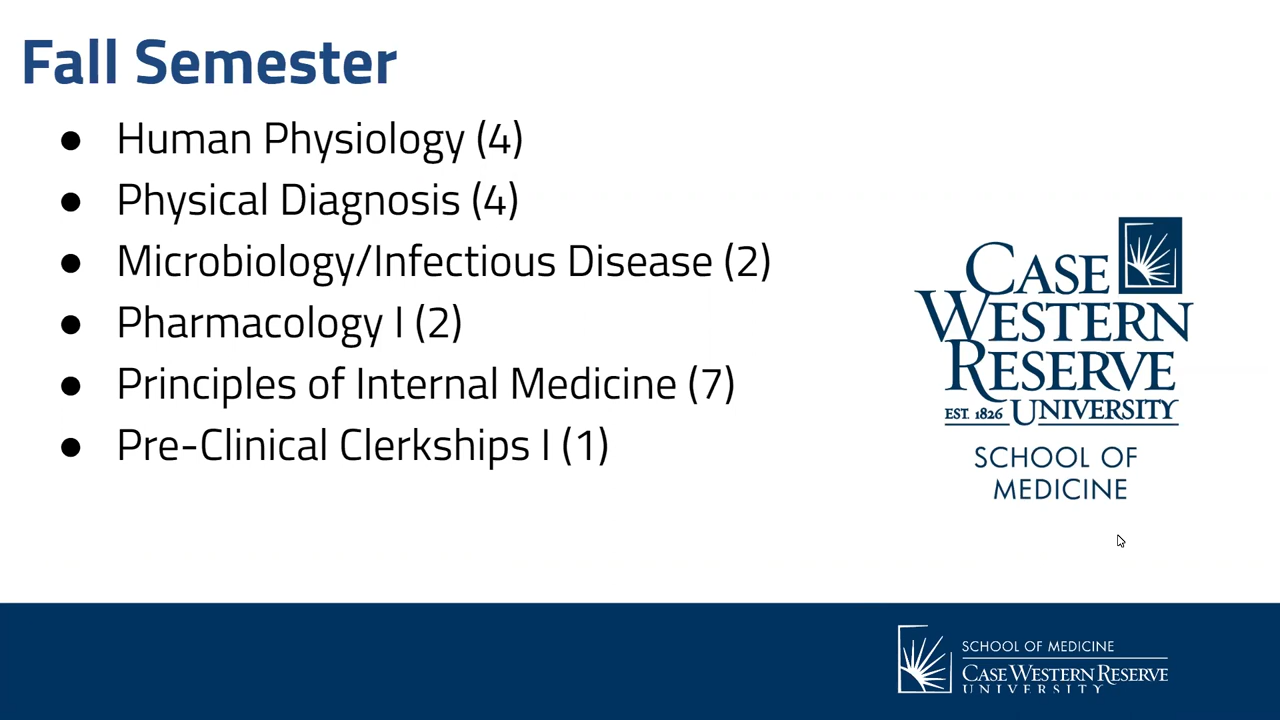 Fall Semester
● Human Physiology (4)
● Physical Diagnosis (4)
● Microbiology/Infectious Disease (2)
● Pharmacology I (2)
● Principles of Internal Medicine (7)
● Pre-Clinical Clerkships I (1)
CASE
WESTERN
RESERVE
EST. 1826 UNIVERSITY
SCHOOL OF
MEDICINE
SCHOOL OF MEDICINE
CASE WESTERN RESERVE
UNIVERSITY